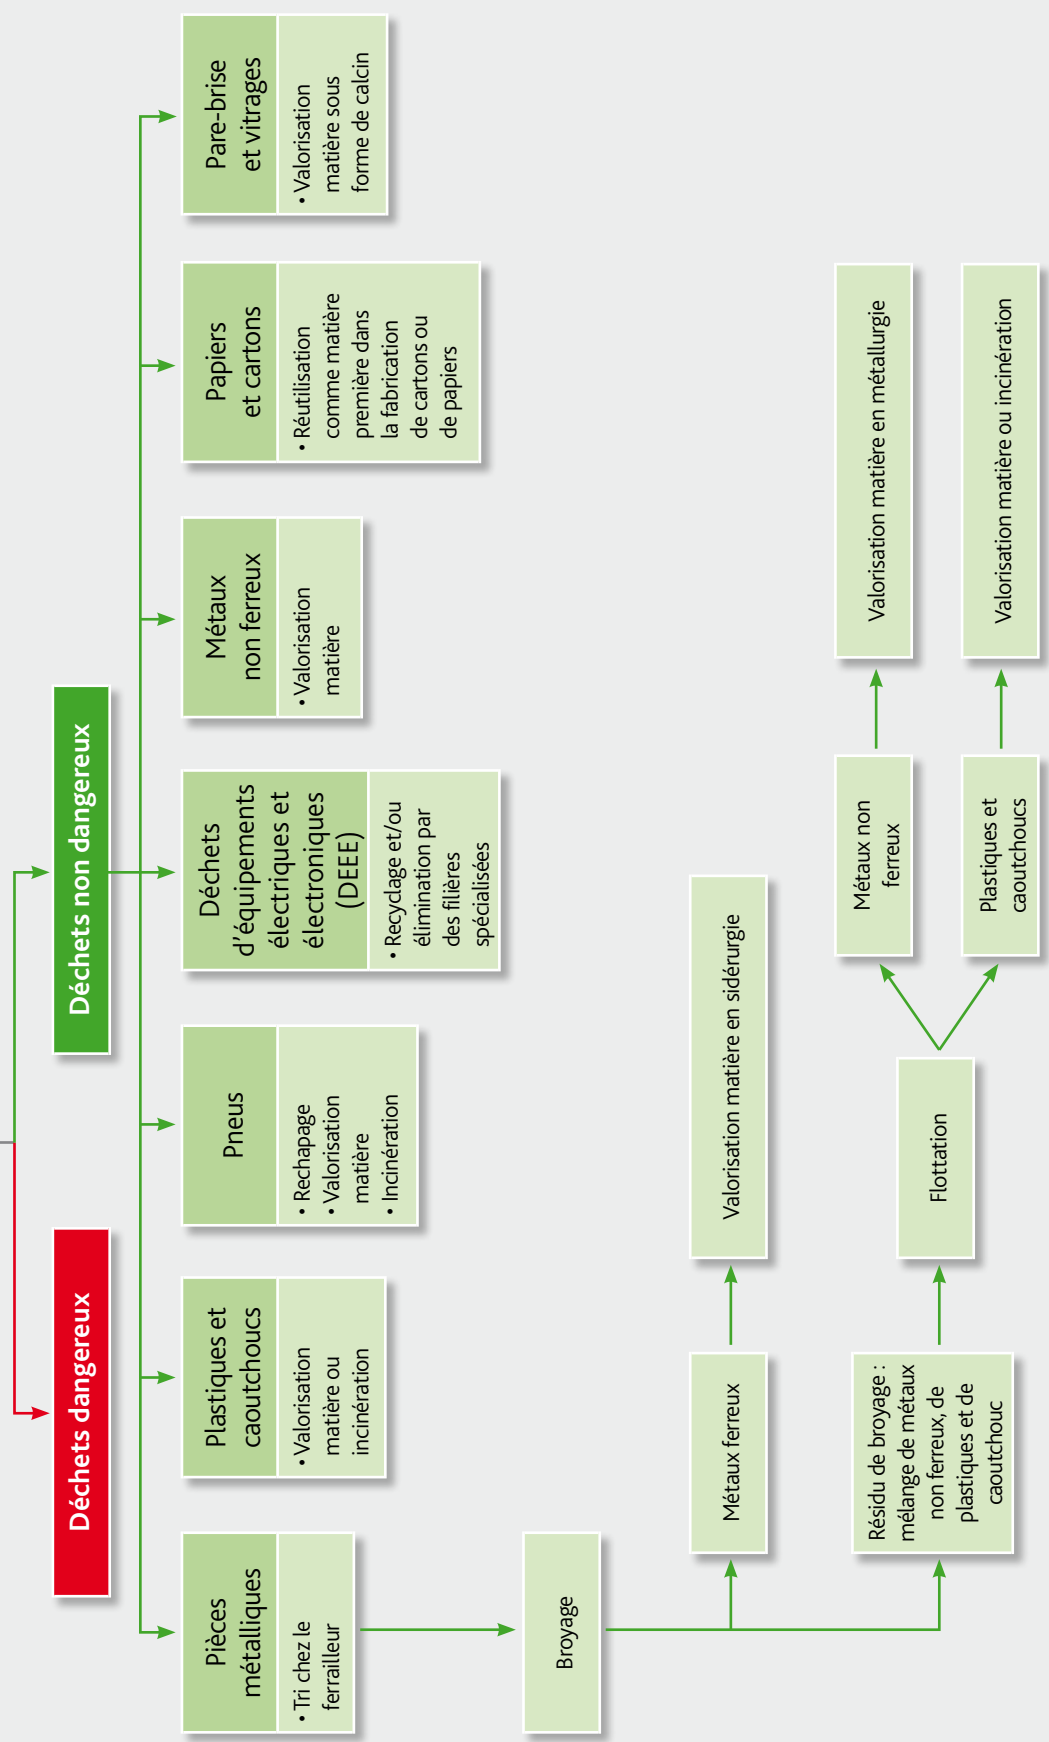 Déchets dangereux
Déchets non dangereux
Pièces
métalliques
• Tri chez le
ferrailleur
Plastiques et
caoutchoucs
• Valorisation
matière ou
incinération
Pneus
• Rechapage
• Valorisation
matière
• Incinération
Déchets
d'équipements
électriques et
électroniques
(DEEE)
• Recyclage et/ou
élimination par
des filières
spécialisées
Métaux
non ferreux
• Valorisation
matière
Papiers
et cartons
• Réutilisation
comme matière
première dans
la fabrication
de cartons ou
de papiers
Pare-brise
et vitrages
• Valorisation
matière sous
forme de calcin
Broyage
Métaux ferreux
Valorisation matière en sidérurgie
Résidu de broyage :
mélange de métaux
non ferreux, de
plastiques et de
caoutchouc
Flottation
Métaux non
ferreux
Valorisation matière en métallurgie
Plastiques et
caoutchoucs
Valorisation matière ou incinération